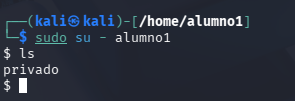 ┌──(kali㉿kali)-[/home/alumno1]
└─$ sudo su - alumno1
$ ls
privado
$